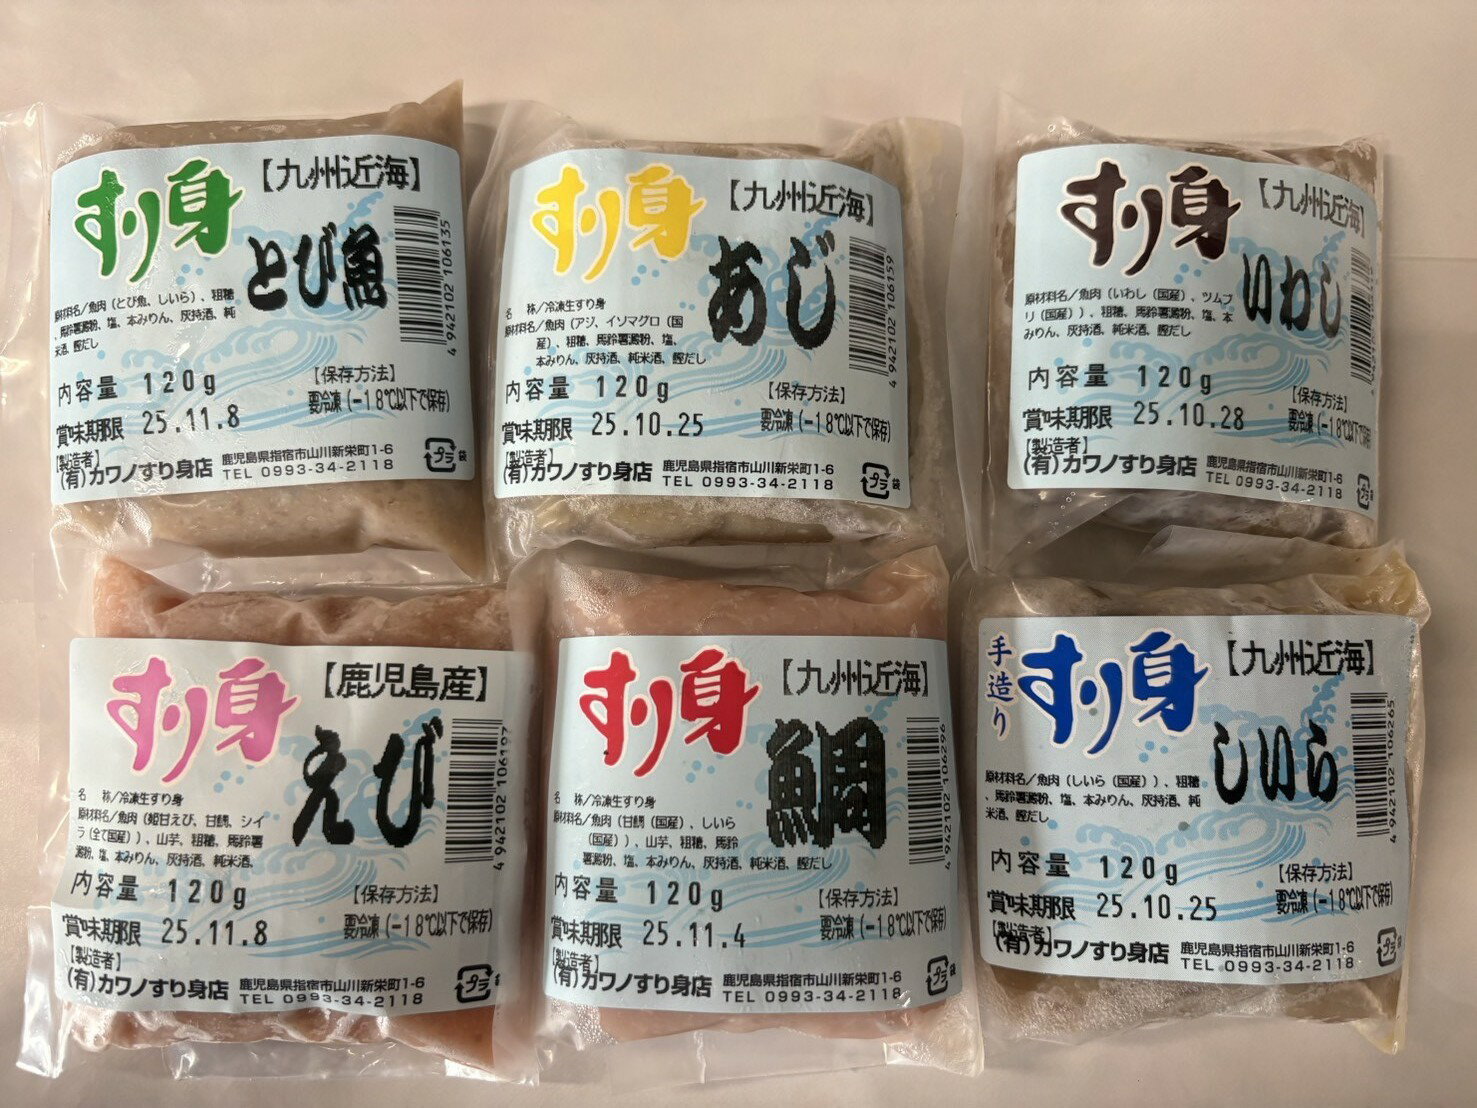 すり身
【九州近海】
とび魚
原材料名/魚肉(とび魚、しいら)、粗糖
、馬鈴薯澱粉、塩、本みりん、灰持酒、純
米酒、鰹だし
内容量 120g
【保存方法】
賞味期限 25.11.8
要冷凍(-18℃以下で保存)
【製造者】
(有)カワノすり身店
鹿児島県指宿市山川新栄町1-6
TEL 0993-34-2118
プラ 袋
4 942102 106135
すり身
【九州近海】
あじ
名 称/冷凍生すり身
原材料名/魚肉(アジ、イソマグロ(国
産)、粗糖、馬鈴薯澱粉、塩、
本みりん、灰持酒、純米酒、鰹だし
内容量 120g
【保存方法】
賞味期限 25.10.25
要冷凍(-18℃以下で保存)
【製造者】
(有)カワノすり身店
鹿児島県指宿市山川新栄町1-6
TEL 0993-34-2118
プラ 袋
4 942102 106159
すり身
【九州近海】
いわし
原材料名/魚肉(いわし(国産)、ツムブ
リ(国産))、粗糖、馬鈴薯澱粉、塩、本
みりん、灰持酒、純米酒、鰹だし
内容量 120g
【保存方法】
賞味期限 25.10.28
要冷凍(-18℃以下で保存)
【製造者】
(有)カワノすり身店
鹿児島県指宿市山川新栄町1-6
TEL 0993-34-2118
プラ
すり身
【鹿児島産】
えび
名 称/冷凍生すり身
原材料名/魚肉(姫甘えび、甘鯛、シイ
ラ(全て国産))、山芋、粗糖、馬鈴薯
澱粉、塩、本みりん、灰持酒、純米酒、
内容量 120g
【保存方法】
賞味期限 25.11.8
要冷凍(-18℃以下で保存)
【製造者】
(有)カワノすり身店
鹿児島県指宿市山川新栄町1-6
TEL 0993-34-2118
プラ 袋
4 942102 106197
すり身
【九州近海】
鯛
名 称/冷凍生すり身
原材料名/魚肉(甘鯛(国産)、しいら
(国産))、山芋、粗糖、馬鈴
薯澱粉、塩、本みりん、灰持酒、純米酒、鰹だし
内容量 120g
【保存方法】
賞味期限 25.11.4
要冷凍(-18℃以下で保存)
【製造者】
(有)カワノすり身店
鹿児島県指宿市山川新栄町1-6
TEL 0993-34-2118
プラ 袋
4 942102 106296
手造り
すり身
【九州近海】
しいら
原材料名/魚肉(しいら(国産))、粗糖
、馬鈴薯澱粉、塩、本みりん、灰持酒、純
米酒、鰹だし
内容量 120g
【保存方法】
賞味期限 25.10.25
要冷凍(-18℃以下で保存)
【製造者】
(有)カワノすり身店
鹿児島県指宿市山川新栄町1-6
TEL 0993-34-2118
プラ 袋
4 942102 106265